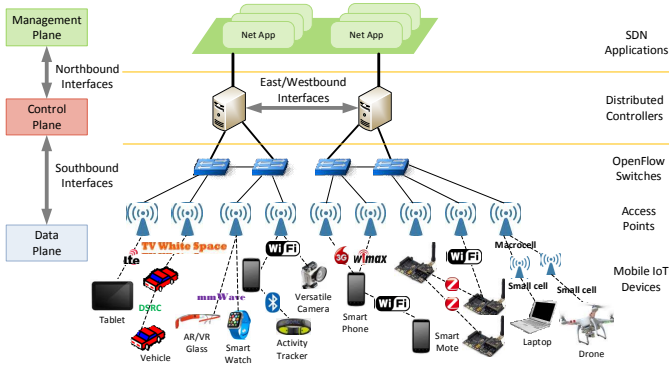 Management
Plane
Net App
Net App
SDN
Applications
Northbound
Interfaces
East/Westbound
Interfaces
Control
Plane
Distributed
Controllers
Southbound
Interfaces
OpenFlow
Switches
Data
Plane
Access
Points
lte
TV White Space
WiFi
3G
wimax
WiFi
Macrocell
Mobile IoT
Devices
DSRC
mmWave
Versatile
Camera
WiFi
Z
Z
Small cell
Small cell
Tablet
Vehicle
AR/VR
Glass
Smart
Watch
Activity
Tracker
Smart
Phone
Smart
Mote
Laptop
Drone